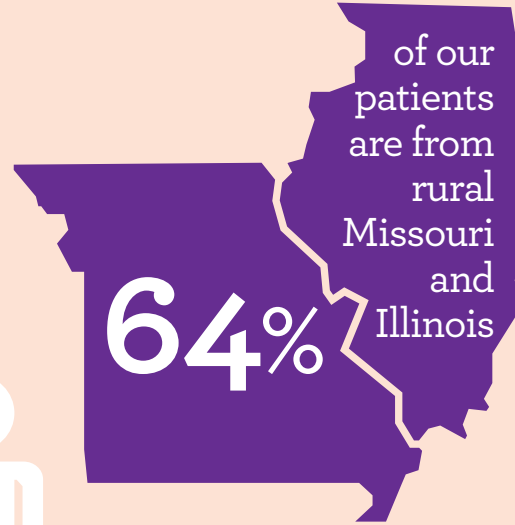 64%
of our
patients
are from
rural
Missouri
and
Illinois